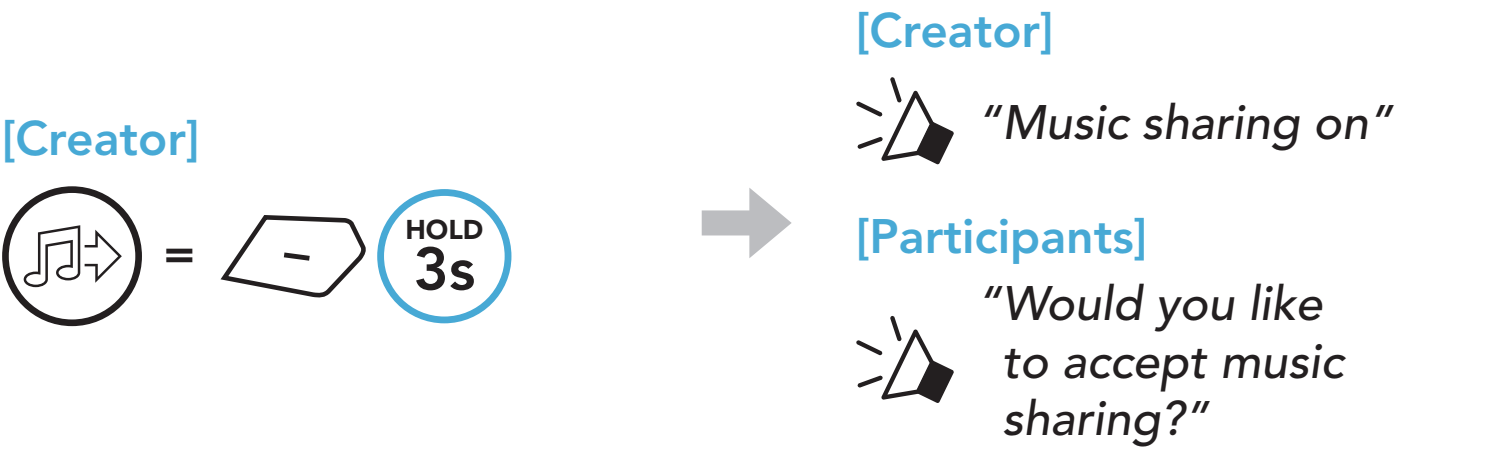 [Creator]
=
–
HOLD
3s
[Creator]
“Music sharing on”
[Participants]
“Would you like
to accept music
sharing?”